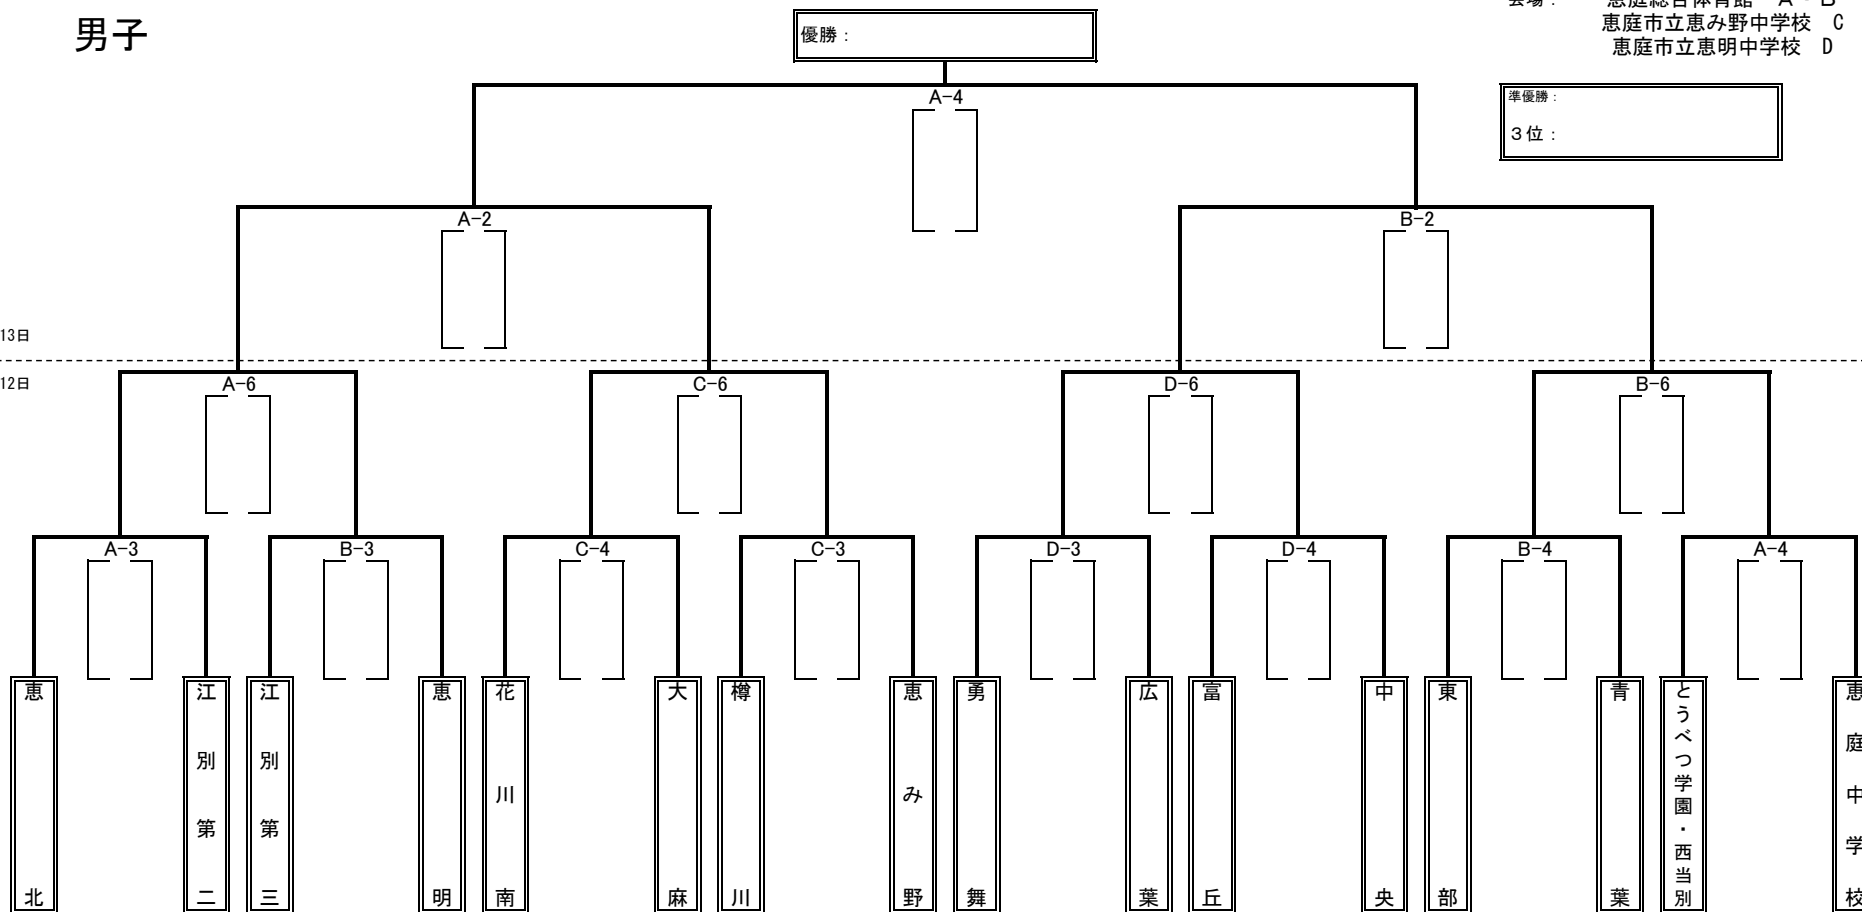 男子
優勝：
会場： 恵庭総合体育館 A・B
恵庭市立恵み野中学校 C
恵庭市立恵明中学校 D
準優勝：
３位：
A-4
A-2
B-2
13日
12日
A-6
C-6
D-6
B-6
A-3
B-3
C-4
C-3
D-3
D-4
B-4
A-4
恵北
江別第二
江別第三
恵明
花川南
大麻
樽川
恵み野
勇舞
広葉
富丘
中央
東部
青葉
とうべつ学園・西当別
恵庭中学校